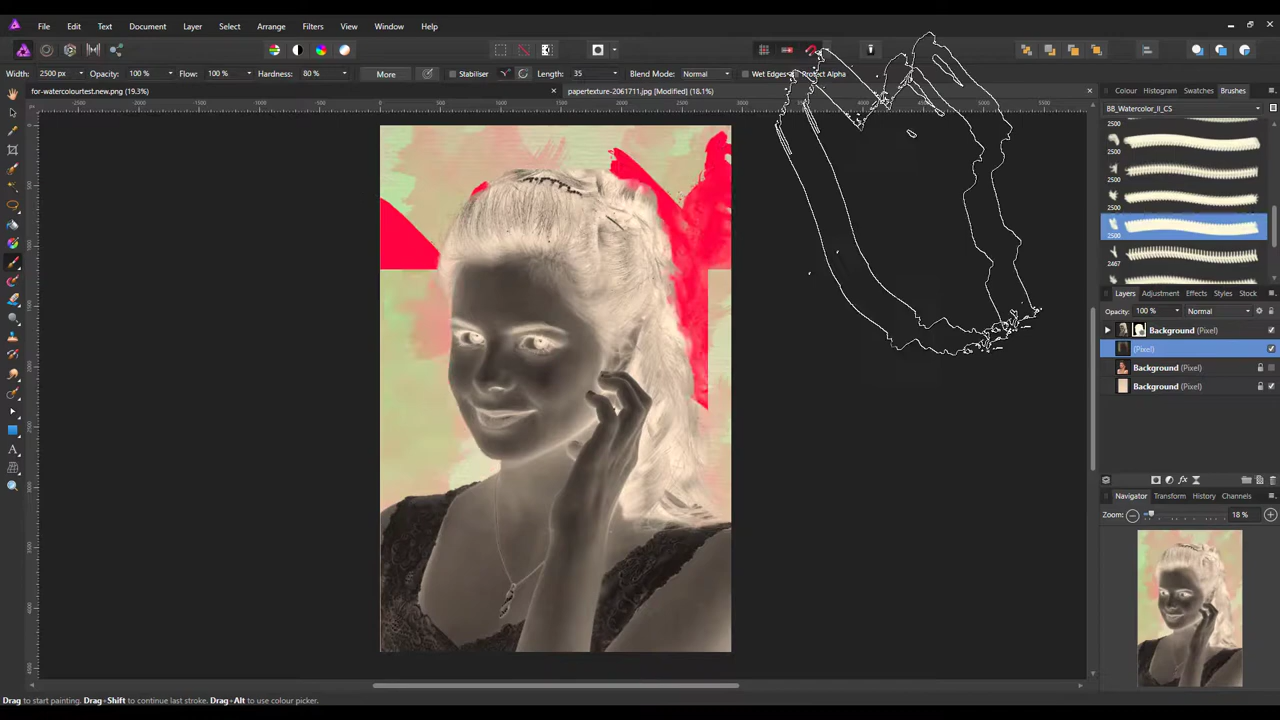 File Edit Text Document Layer Select Arrange Filters View Window Help
Width: 2500 px Opacity: 100 % Flow: 100 % Hardness: 80 % More Stabiliser Length: 35 Blend Mode: Normal Wet Edges Protect Alpha
for-watercolourtest.new.png (19.3%) papertexture-2061711.jpg [Modified] (18.1%)
Colour Histogram Swatches Brushes
BB_Watercolor_II_CS
2500
2500
2500
2500
2467
Layers Adjustment Effects Styles Stock
Opacity: 100 % Normal
Background (Pixel)
(Pixel)
Background (Pixel)
Background (Pixel)
Navigator Transform History Channels
Zoom: 18 %
Drag to start painting. Drag+Shift to continue last stroke. Drag+Alt to use colour picker.